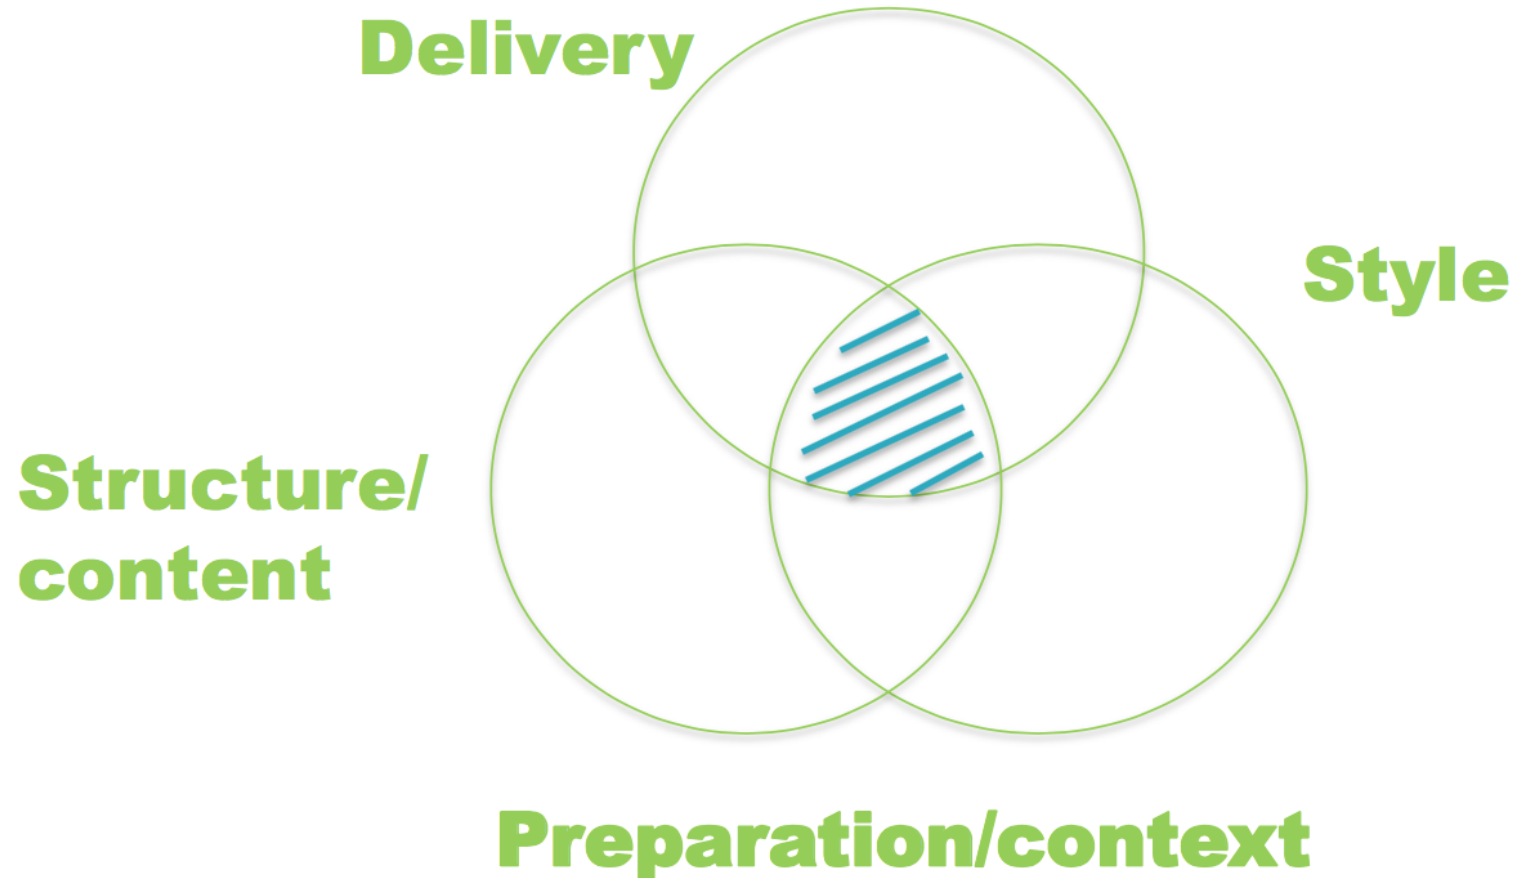 Delivery
Style
Structure/
content
Preparation/context